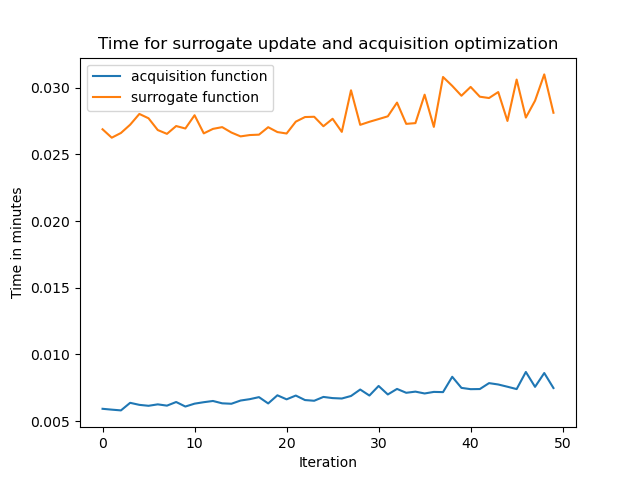 Time for surrogate update and acquisition optimization
acquisition function
surrogate function
0.030
0.025
0.020
0.015
0.010
0.005
Time in minutes
0 10 20 30 40 50
Iteration